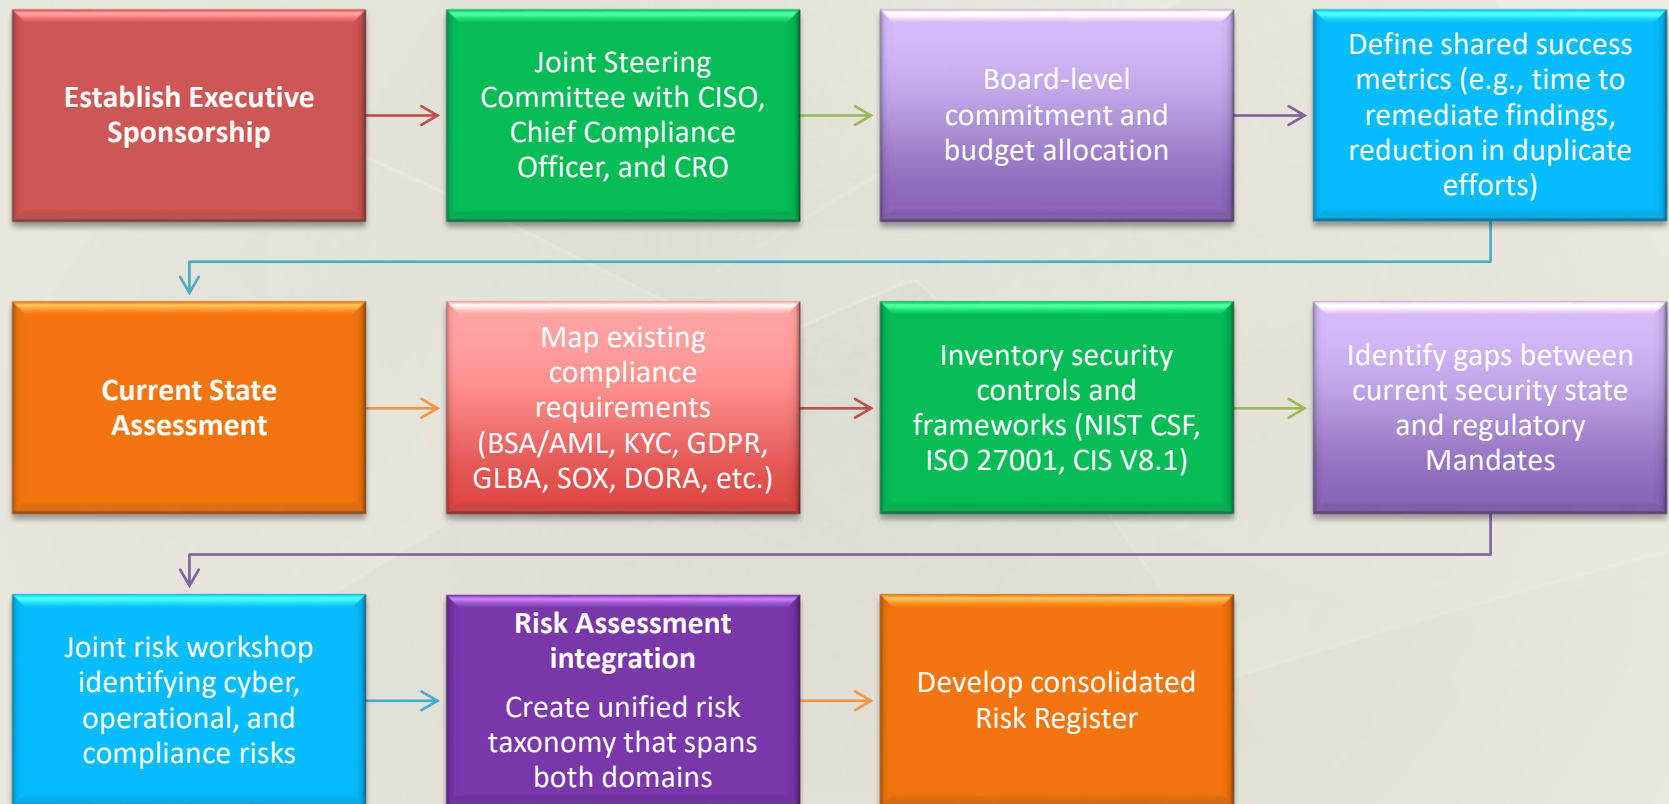 Establish Executive
Sponsorship
Joint Steering
Committee with CISO,
Chief Compliance
Officer, and CRO
Board-level
commitment and
budget allocation
Define shared success
metrics (e.g., time to
remediate findings,
reduction in duplicate
efforts)
Current State
Assessment
Map existing
compliance
requirements
(BSA/AML, KYC, GDPR,
GLBA, SOX, DORA, etc.)
Inventory security
controls and
frameworks (NIST CSF,
ISO 27001, CIS V8.1)
Identify gaps between
current security state
and regulatory
Mandates
Joint risk workshop
identifying cyber,
operational, and
compliance risks
Risk Assessment
integration
Create unified risk
taxonomy that spans
both domains
Develop consolidated
Risk Register